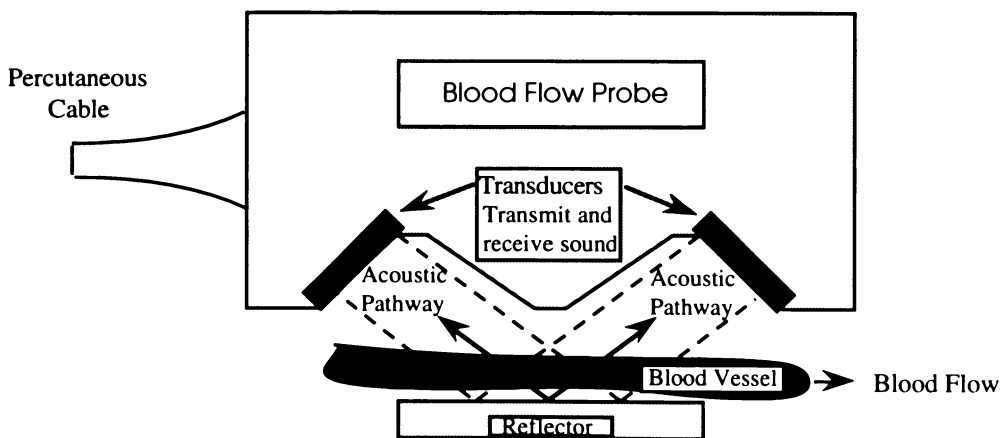 Percutaneous
Cable
Blood Flow Probe
Transducers
Transmit and
receive sound
Acoustic
Pathway
Acoustic
Pathway
Blood Vessel
Blood Flow
Reflector